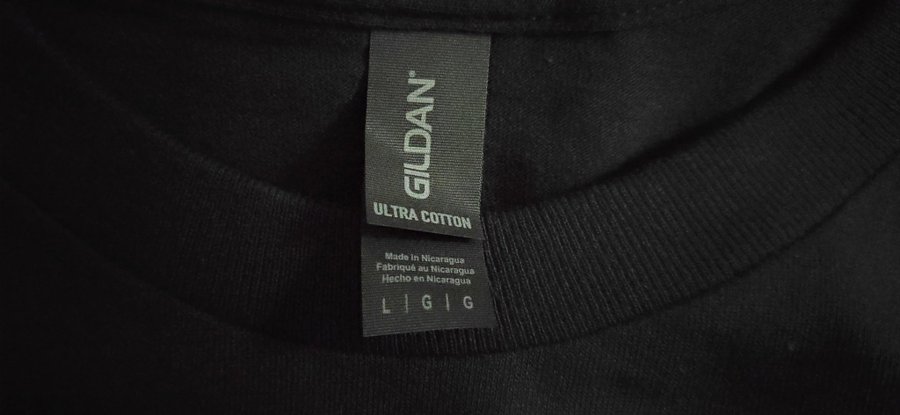 GILDAN®
ULTRA COTTON
Made in Nicaragua
Fabriqué au Nicaragua
Hecho en Nicaragua
L | G | G